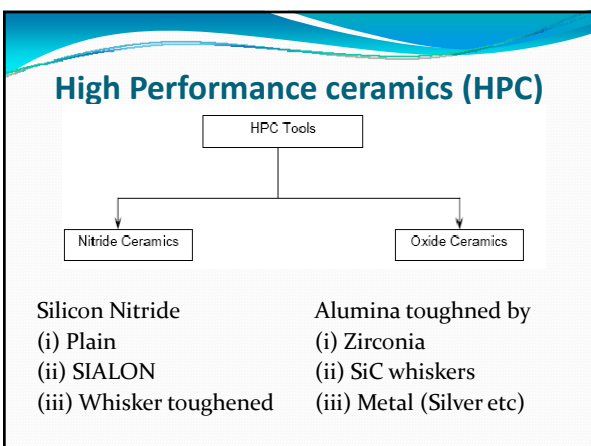 High Performance ceramics (HPC)
HPC Tools
Nitride Ceramics
Oxide Ceramics
Silicon Nitride
(i) Plain
(ii) SIALON
(iii) Whisker toughened
Alumina toughned by
(i) Zirconia
(ii) SiC whiskers
(iii) Metal (Silver etc)